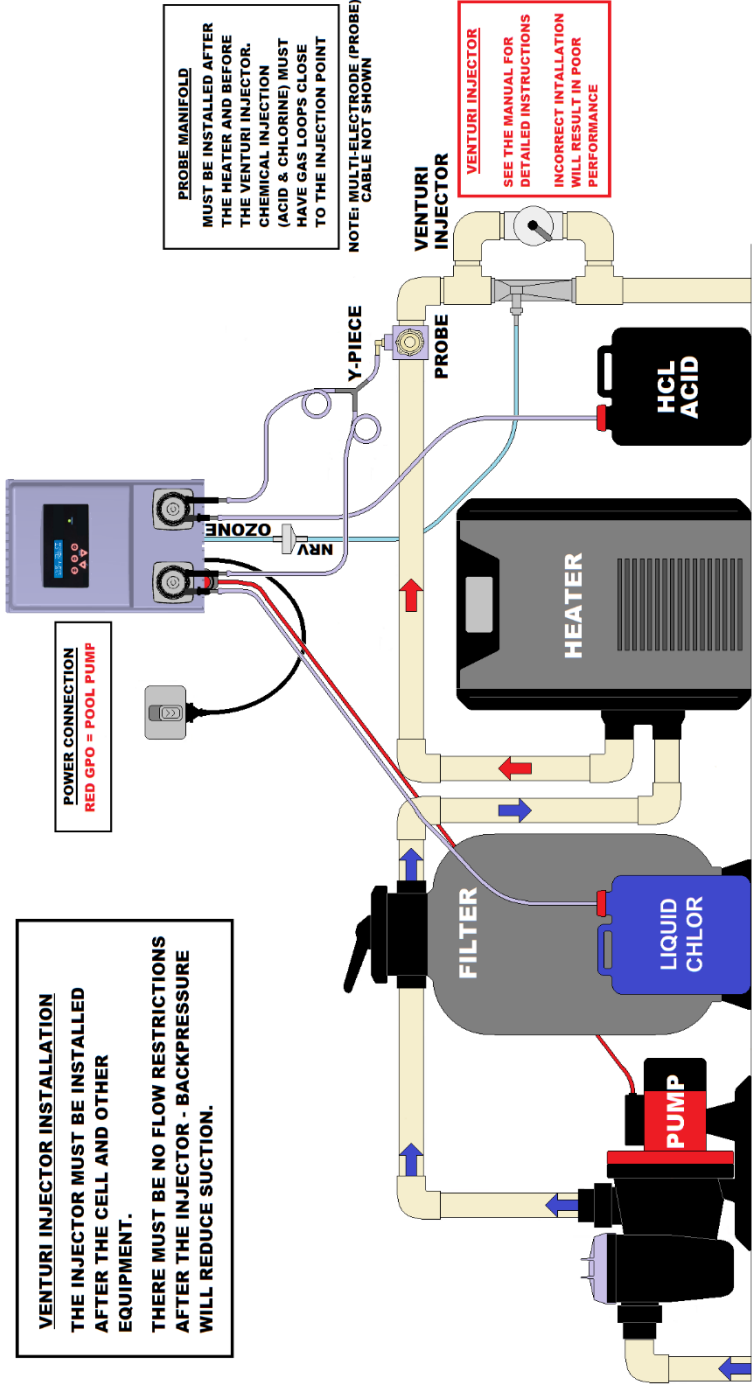 VENTURI INJECTOR INSTALLATION
THE INJECTOR MUST BE INSTALLED
AFTER THE CELL AND OTHER
EQUIPMENT.
THERE MUST BE NO FLOW RESTRICTIONS
AFTER THE INJECTOR - BACKPRESSURE
WILL REDUCE SUCTION.
POWER CONNECTION
RED GPO = POOL PUMP
PROBE MANIFOLD
MUST BE INSTALLED AFTER
THE HEATER AND BEFORE
THE VENTURI INJECTOR.
CHEMICAL INJECTION
(ACID & CHLORINE) MUST
HAVE GAS LOOPS CLOSE
TO THE INJECTION POINT
NOTE: MULTI-ELECTRODE (PROBE)
CABLE NOT SHOWN
OZONE
NRV
Y-PIECE
PROBE
VENTURI
INJECTOR
VENTURI INJECTOR
SEE THE MANUAL FOR
DETAILED INSTRUCTIONS
INCORRECT INTALLATION
WILL RESULT IN POOR
PERFORMANCE
PUMP
FILTER
LIQUID
CHLOR
HEATER
HCL
ACID